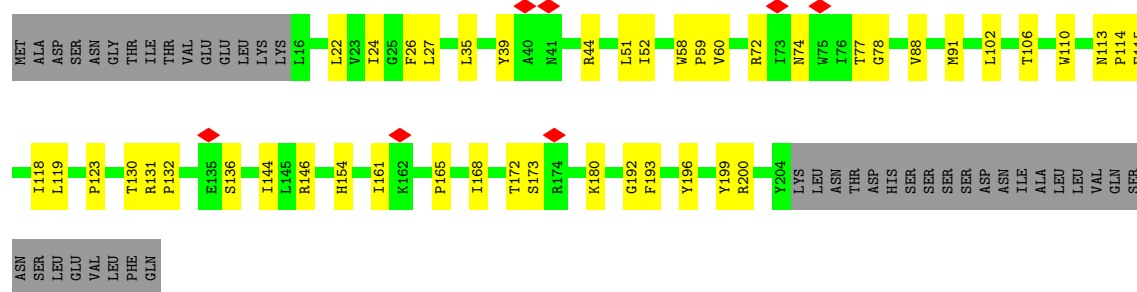 MET ALA ASP SER ASN GLY THR ILE THR VAL GLU GLU LEU LYS LYS L16 L22 V23 I24 G25 F26 L27 L35 Y39 A40 N41 R44 L51 I52 W58 P59 V60 R72 I73 N74 W75 I76 T77 G78 V88 M91 L102 T106 W110 N113 P114
I118 L119 P123 T130 R131 P132 E135 S136 I144 L145 R146 H154 I161 K162 P165 I168 T172 S173 R174 K180 G192 F193 Y196 Y199 R200 Y204 LYS LEU ASN THR ASP HIS SER SER SER SER ASP ASN ILE ALA LEU LEU VAL GLN SER
ASN SER LEU GLU VAL LEU PHE GLN